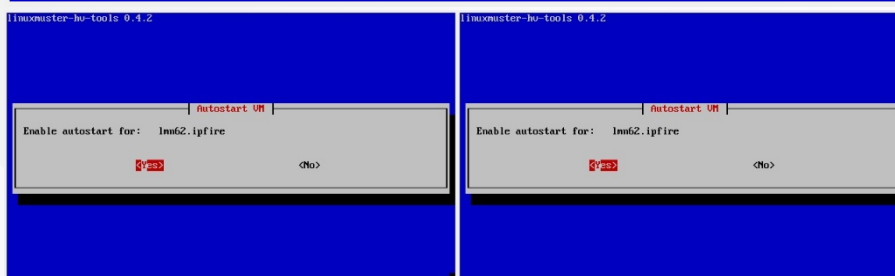 linuxmuster-hv-tools 0.4.2
Autostart VM
Enable autostart for: lmn62.ipfire
<Yes> <No>
linuxmuster-hv-tools 0.4.2
Autostart VM
Enable autostart for: lmn62.ipfire
<Yes> <No>